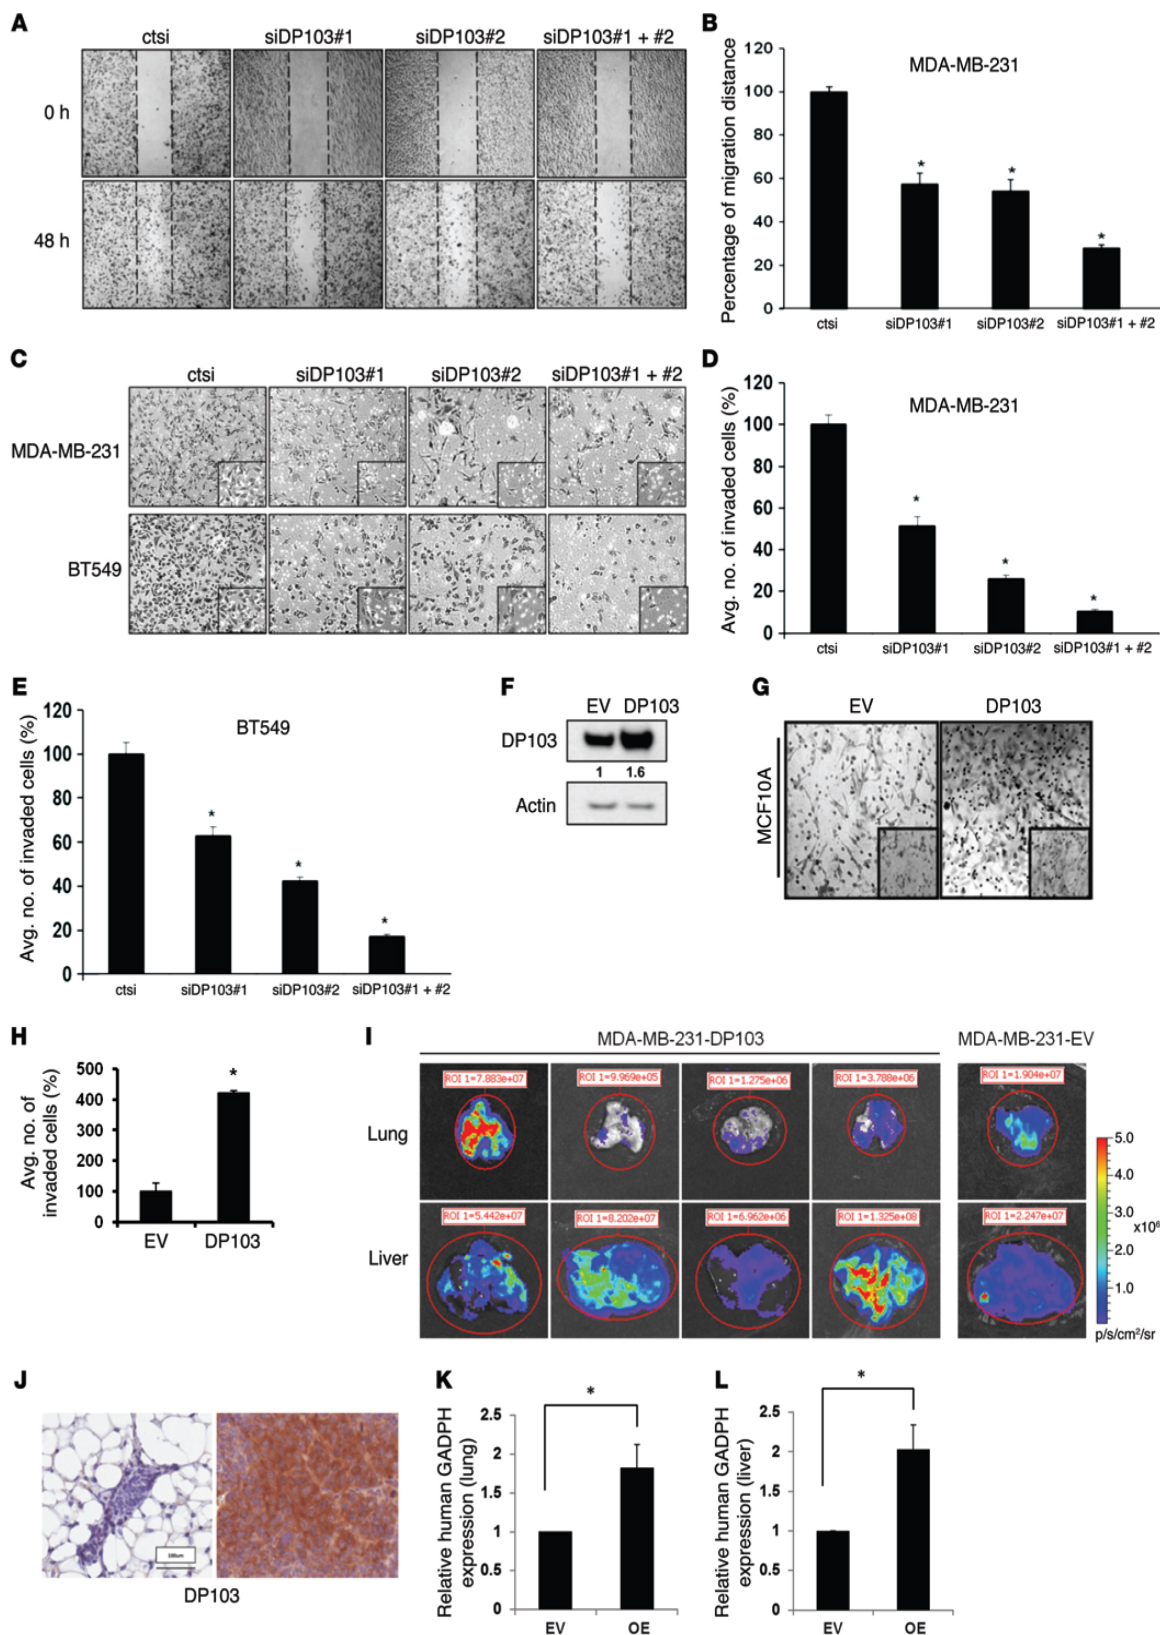 A
ctsi siDP103#1 siDP103#2 siDP103#1 + #2
0 h
48 h
B
MDA-MB-231
Percentage of migration distance
120
100
80
60
40
20
0
* * *
ctsi siDP103#1 siDP103#2 siDP103#1 + #2
C
ctsi siDP103#1 siDP103#2 siDP103#1 + #2
MDA-MB-231
BT549
D
MDA-MB-231
Avg. no. of invaded cells (%)
120
100
80
60
40
20
0
* * *
ctsi siDP103#1 siDP103#2 siDP103#1 + #2
E
BT549
Avg. no. of invaded cells (%)
120
100
80
60
40
20
0
* * *
ctsi siDP103#1 siDP103#2 siDP103#1 + #2
F
EV DP103
DP103
1 1.6
Actin
G
EV DP103
MCF10A
H
Avg. no. of
invaded cells (%)
500
400
300
200
100
0
*
EV DP103
I
MDA-MB-231-DP103 MDA-MB-231-EV
Lung
ROI 1=7.883e+07 ROI 1=9.969e+05 ROI 1=1.275e+06 ROI 1=3.788e+06 ROI 1=1.904e+07
Liver
ROI 1=5.442e+07 ROI 1=8.202e+07 ROI 1=6.962e+06 ROI 1=1.325e+08 ROI 1=2.247e+07
5.0
4.0
3.0
x10⁶
2.0
1.0
p/s/cm²/sr
J
100um
DP103
K
Relative human GADPH
expression (lung)
2.5
2
1.5
1
0.5
0
*
EV OE
L
Relative human GADPH
expression (liver)
2.5
2
1.5
1
0.5
0
*
EV OE